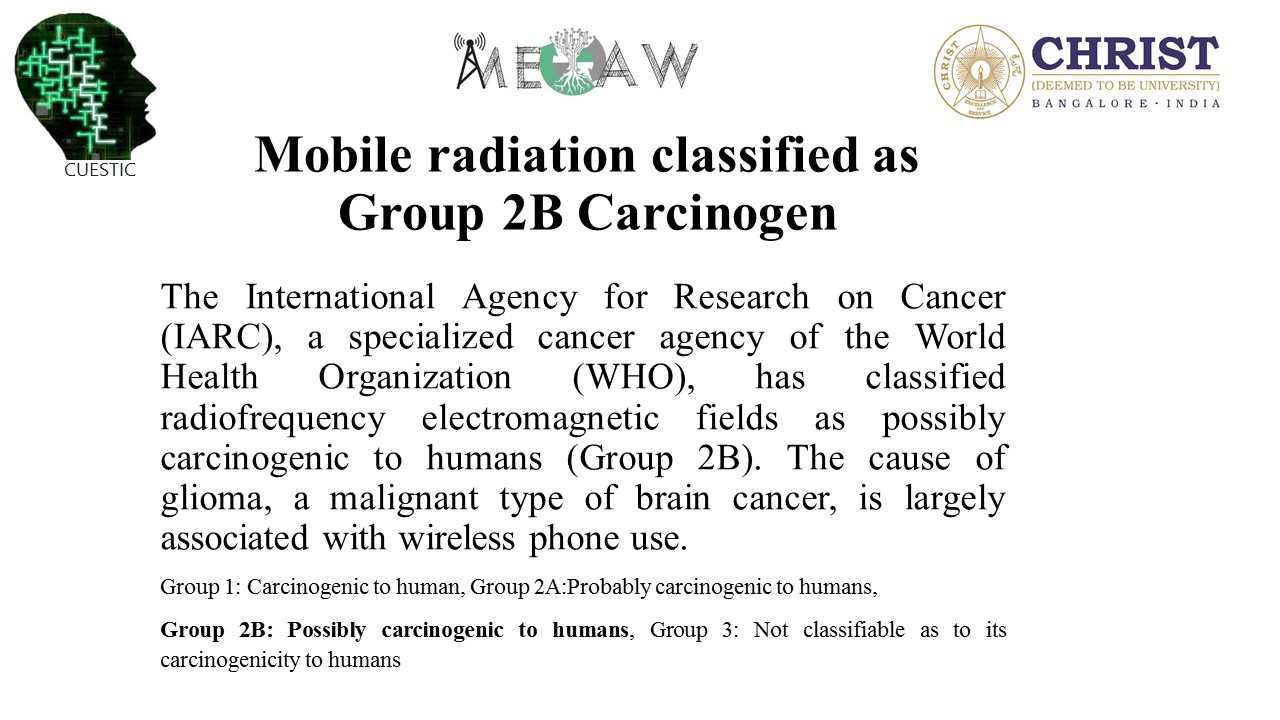 CUESTIC
MEAW
CHRIST
(DEEMED TO BE UNIVERSITY)
BANGALORE · INDIA
CHRIST
EXCELLENCE
AND
SERVICE
Mobile radiation classified as
Group 2B Carcinogen
The International Agency for Research on Cancer
(IARC), a specialized cancer agency of the World
Health Organization (WHO), has classified
radiofrequency electromagnetic fields as possibly
carcinogenic to humans (Group 2B). The cause of
glioma, a malignant type of brain cancer, is largely
associated with wireless phone use.
Group 1: Carcinogenic to human, Group 2A:Probably carcinogenic to humans,
Group 2B: Possibly carcinogenic to humans, Group 3: Not classifiable as to its
carcinogenicity to humans